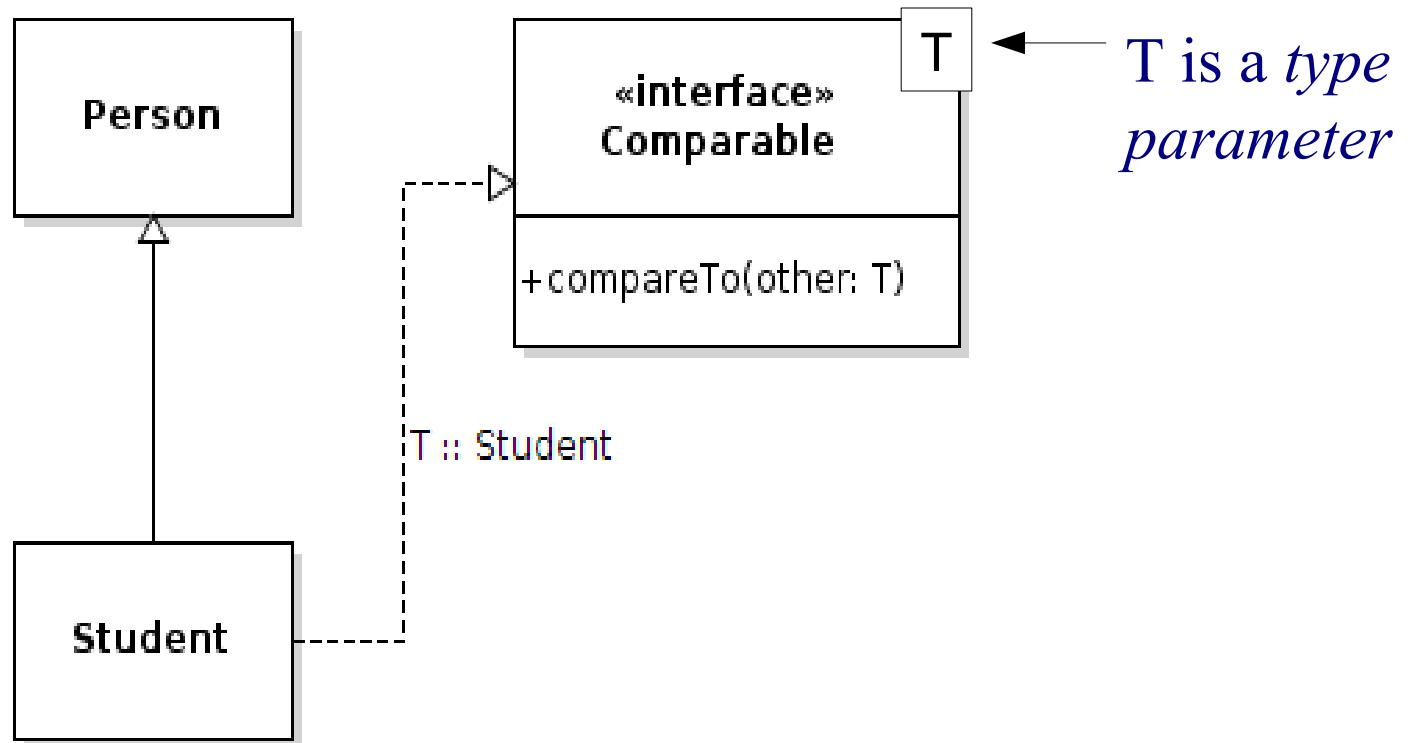 Person
«interface»
Comparable
T
T is a type
parameter
+compareTo(other: T)
T :: Student
Student